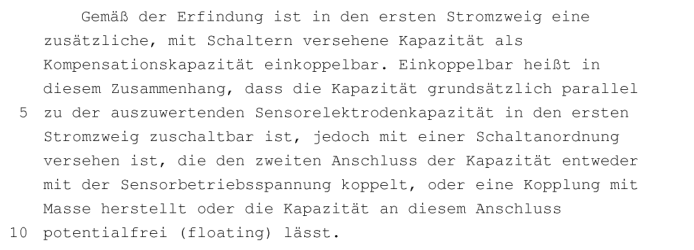 Gemäß der Erfindung ist in den ersten Stromzweig eine
zusätzliche, mit Schaltern versehene Kapazität als
Kompensationskapazität einkoppelbar. Einkoppelbar heißt in
diesem Zusammenhang, dass die Kapazität grundsätzlich parallel
5 zu der auszuwertenden Sensorelektrodenkapazität in den ersten
Stromzweig zuschaltbar ist, jedoch mit einer Schaltanordnung
versehen ist, die den zweiten Anschluss der Kapazität entweder
mit der Sensorbetriebsspannung koppelt, oder eine Kopplung mit
Masse herstellt oder die Kapazität an diesem Anschluss
10 potentialfrei (floating) lässt.